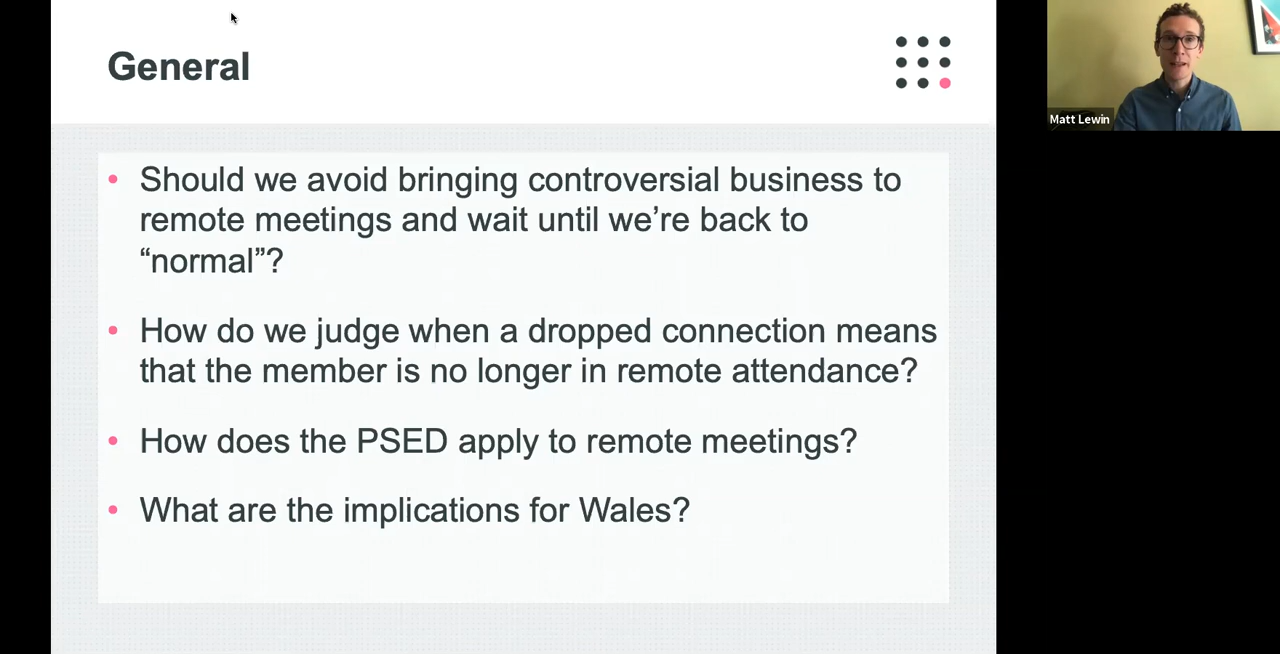 General
Matt Lewin
• Should we avoid bringing controversial business to
remote meetings and wait until we’re back to
“normal”?
• How do we judge when a dropped connection means
that the member is no longer in remote attendance?
• How does the PSED apply to remote meetings?
• What are the implications for Wales?